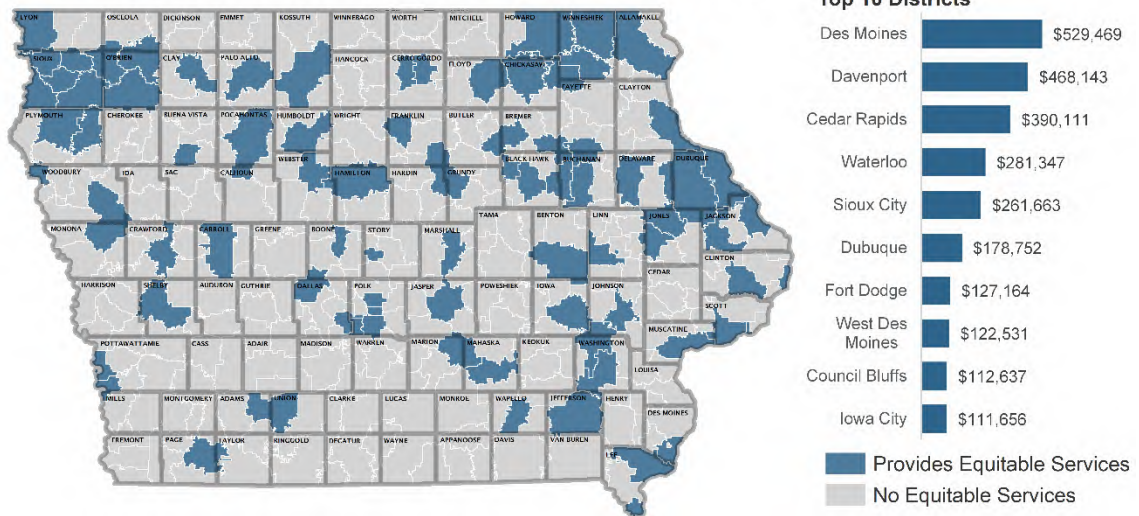 LYON
OSCEOLA
DICKINSON
EMMET
KOSSUTH
WINNEBAGO
WORTH
MITCHELL
HOWARD
WINNESHIEK
ALLAMAKEE
SIOUX
O'BRIEN
CLAY
PALO ALTO
HANCOCK
CERRO GORDO
FLOYD
CHICKASAW
FAYETTE
CLAYTON
PLYMOUTH
CHEROKEE
BUENA VISTA
POCAHONTAS
HUMBOLDT
WRIGHT
FRANKLIN
BUTLER
BREMER
WOODBURY
IDA
SAC
CALHOUN
WEBSTER
HAMILTON
HARDIN
GRUNDY
BLACK HAWK
BUCHANAN
DELAWARE
DUBUQUE
MONONA
CRAWFORD
CARROLL
GREENE
BOONE
STORY
MARSHALL
TAMA
BENTON
LINN
JONES
JACKSON
CLINTON
CEDAR
HARRISON
SHELBY
AUDUBON
GUTHRIE
DALLAS
POLK
JASPER
POWESHIEK
IOWA
JOHNSON
SCOTT
MUSCATINE
POTTAWATTAMIE
CASS
ADAIR
MADISON
WARREN
MARION
MAHASKA
KEOKUK
WASHINGTON
LOUISA
MILLS
MONTGOMERY
ADAMS
UNION
CLARKE
LUCAS
MONROE
WAPELLO
JEFFERSON
HENRY
DES MOINES
FREMONT
PAGE
TAYLOR
RINGGOLD
DECATUR
WAYNE
APPANOOSE
DAVIS
VAN BUREN
LEE
Top 10 Districts
Des Moines $529,469
Davenport $468,143
Cedar Rapids $390,111
Waterloo $281,347
Sioux City $261,663
Dubuque $178,752
Fort Dodge $127,164
West Des
Moines $122,531
Council Bluffs $112,637
Iowa City $111,656
Provides Equitable Services
No Equitable Services